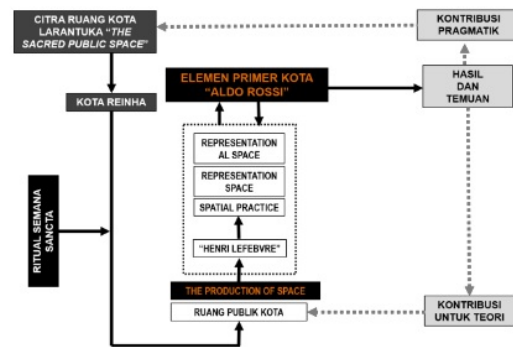 CITRA RUANG KOTA
LARANTUKA “THE
SACRED PUBLIC SPACE”
KONTRIBUSI
PRAGMATIK
KOTA REINHA
ELEMEN PRIMER KOTA
“ALDO ROSSI”
HASIL
DAN
TEMUAN
REPRESENTATION
AL SPACE
REPRESENTATION
SPACE
SPATIAL PRACTICE
RITUAL SEMANA
SANCTA
“HENRI LEFEBVRE”
THE PRODUCTION OF SPACE
RUANG PUBLIK KOTA
KONTRIBUSI
UNTUK TEORI